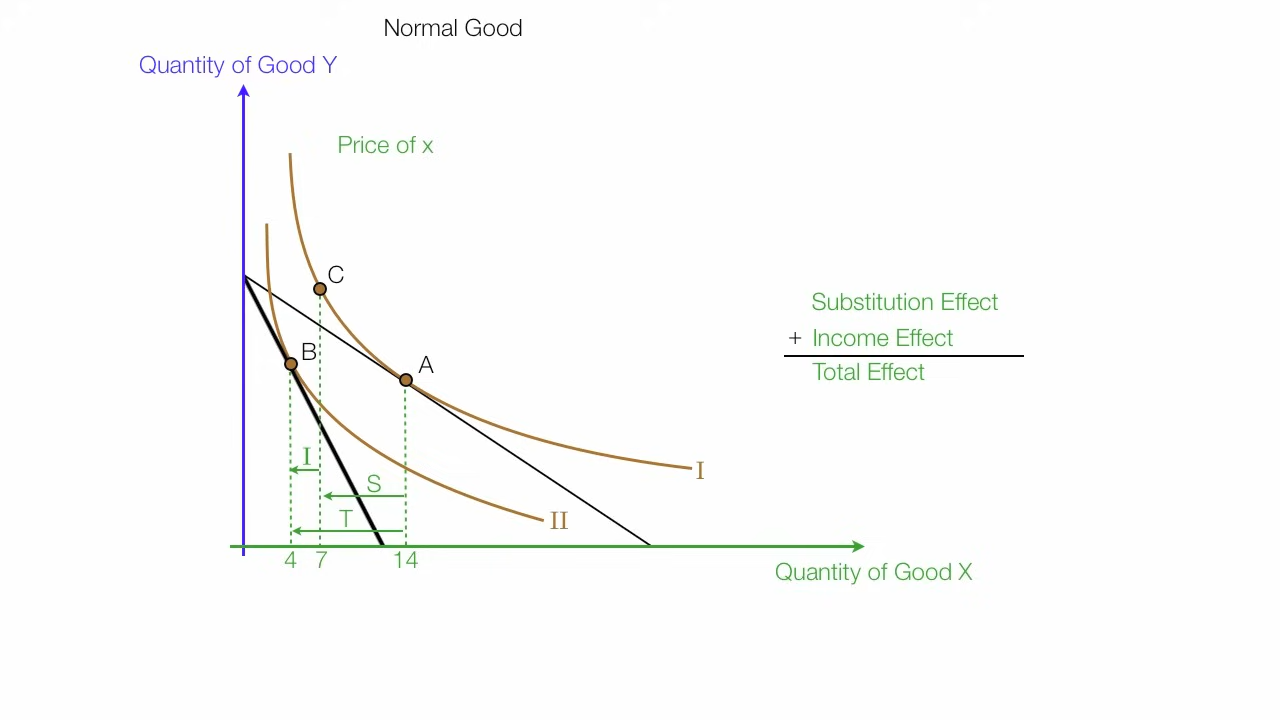 Normal Good
Quantity of Good Y
Price of x
C
B
A
Substitution Effect
+ Income Effect
Total Effect
I
S
T
I
II
4 7 14
Quantity of Good X